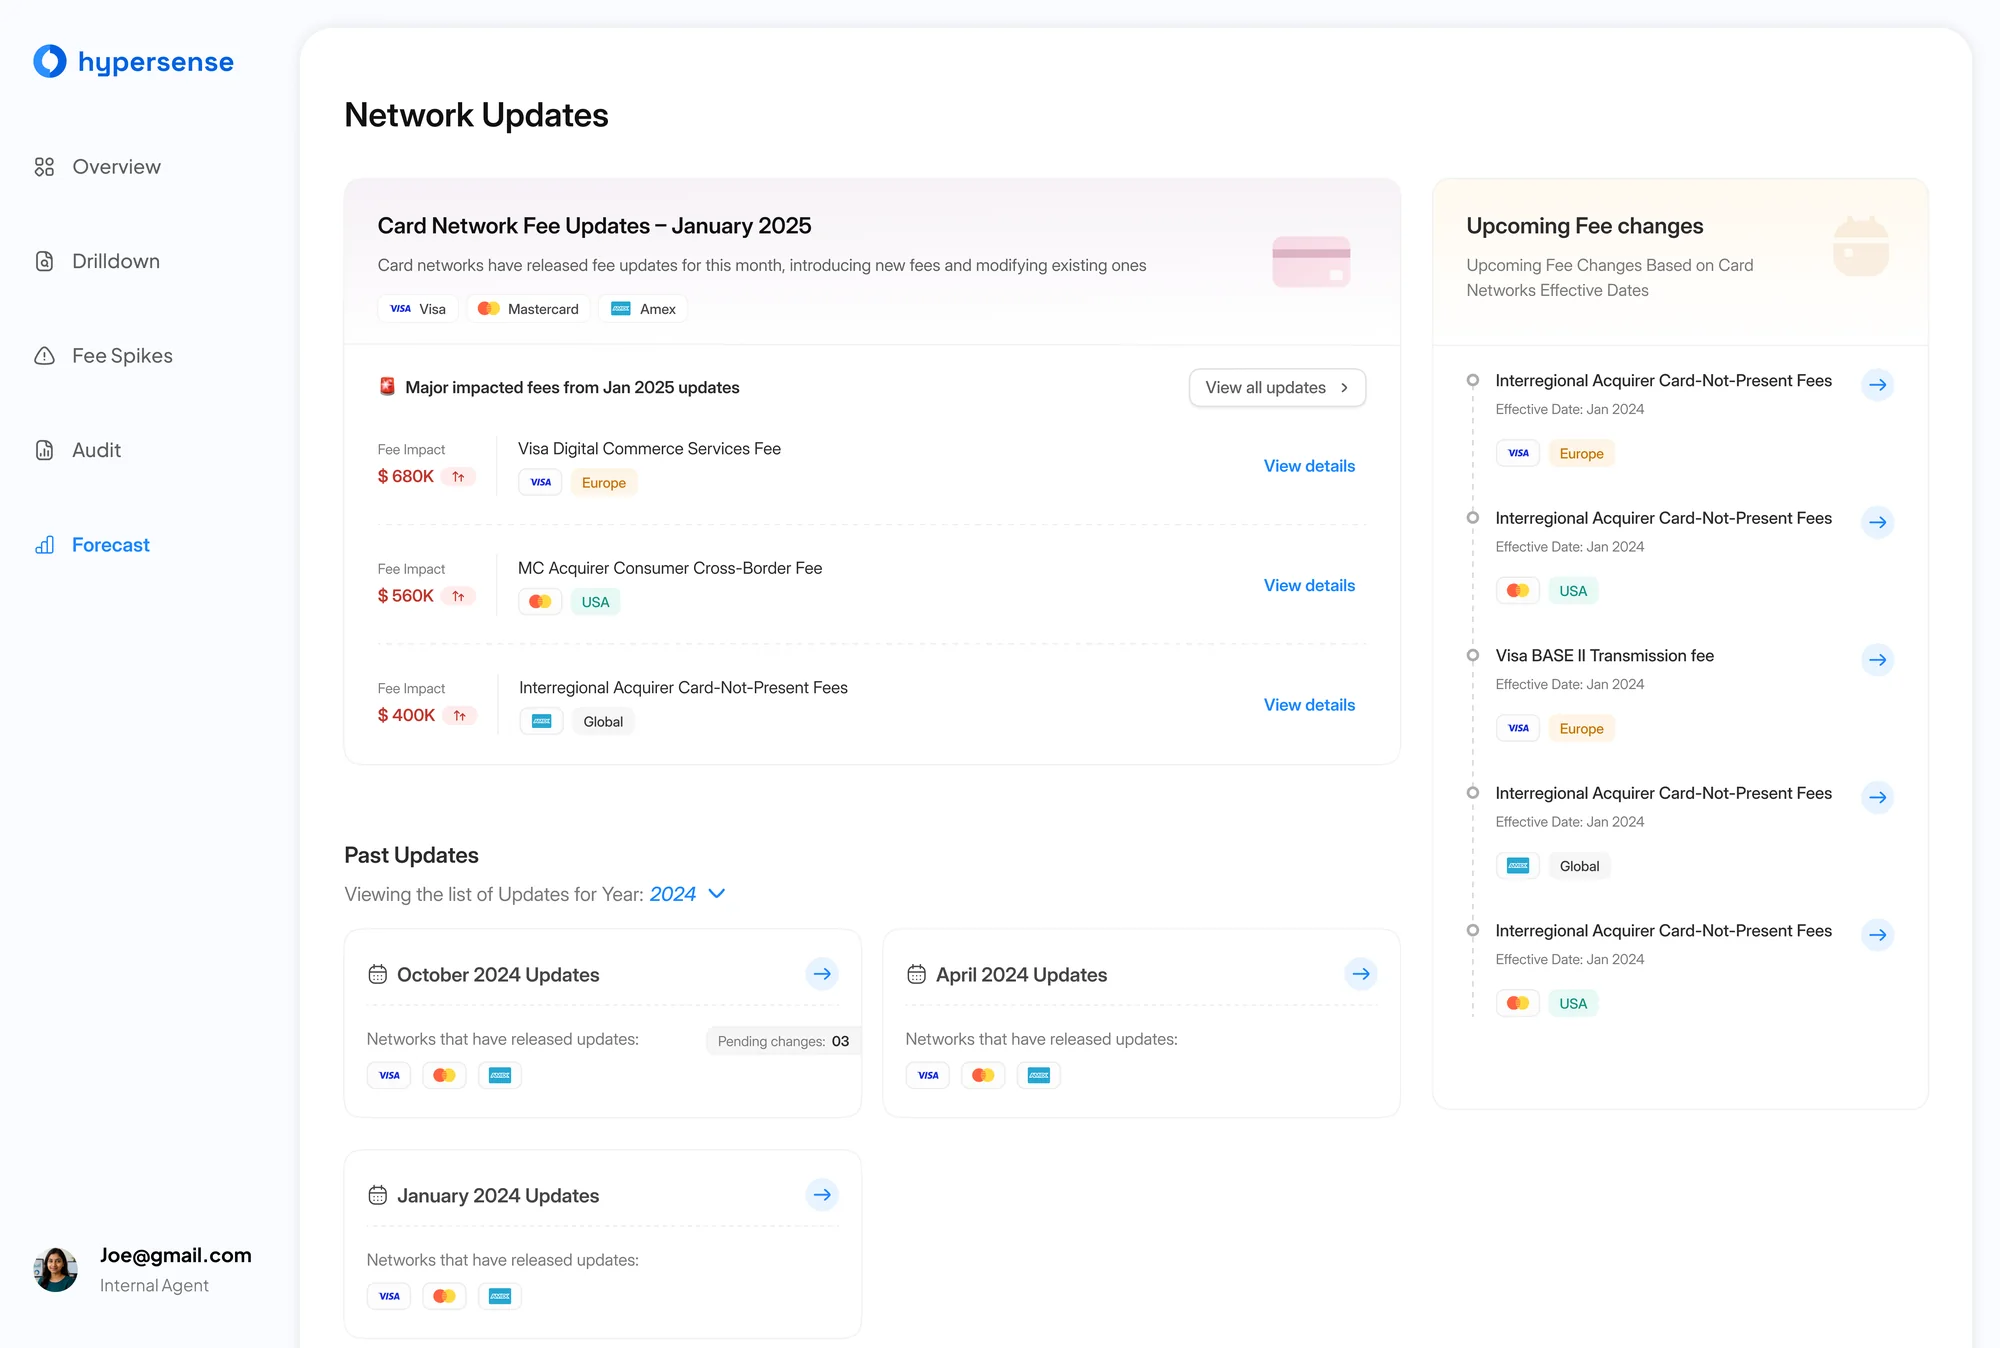 hypersense
Overview
Drilldown
Fee Spikes
Audit
Forecast
Joe@gmail.com
Internal Agent
Network Updates
Card Network Fee Updates – January 2025
Card networks have released fee updates for this month, introducing new fees and modifying existing ones
VISA Visa
Mastercard
AMEX Amex
Major impacted fees from Jan 2025 updates
View all updates
Fee Impact
$ 680K
Visa Digital Commerce Services Fee
VISA Europe
View details
Fee Impact
$ 560K
MC Acquirer Consumer Cross-Border Fee
USA
View details
Fee Impact
$ 400K
Interregional Acquirer Card-Not-Present Fees
AMEX Global
View details
Past Updates
Viewing the list of Updates for Year: 2024
October 2024 Updates
Networks that have released updates:
Pending changes: 03
VISA AMEX
April 2024 Updates
Networks that have released updates:
VISA AMEX
January 2024 Updates
Networks that have released updates:
VISA AMEX
Upcoming Fee changes
Upcoming Fee Changes Based on Card
Networks Effective Dates
Interregional Acquirer Card-Not-Present Fees
Effective Date: Jan 2024
VISA Europe
Interregional Acquirer Card-Not-Present Fees
Effective Date: Jan 2024
USA
Visa BASE II Transmission fee
Effective Date: Jan 2024
VISA Europe
Interregional Acquirer Card-Not-Present Fees
Effective Date: Jan 2024
AMEX Global
Interregional Acquirer Card-Not-Present Fees
Effective Date: Jan 2024
USA